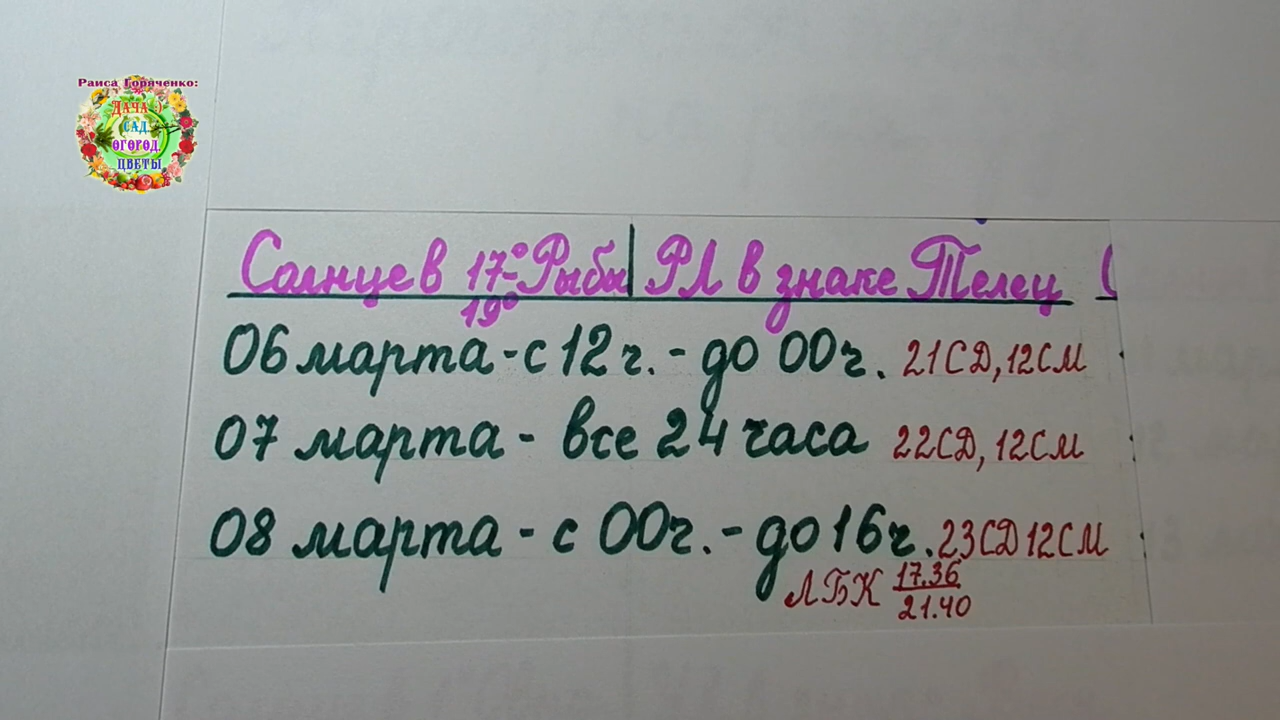 Раиса Горяченко:
ДАЧА :)
САД.
ОГОРОД.
ЦВЕТЫ
Солнце в 17°-Рыбы РЛ в знаке Телец
19°
06 марта - с 12 ч. - до 00ч. 21СД, 12СМ
07 марта - все 24 часа 22СД, 12СМ
08 марта - с 00ч. - до 16ч. 23СД 12СМ
ЛБК 17.36
21.40